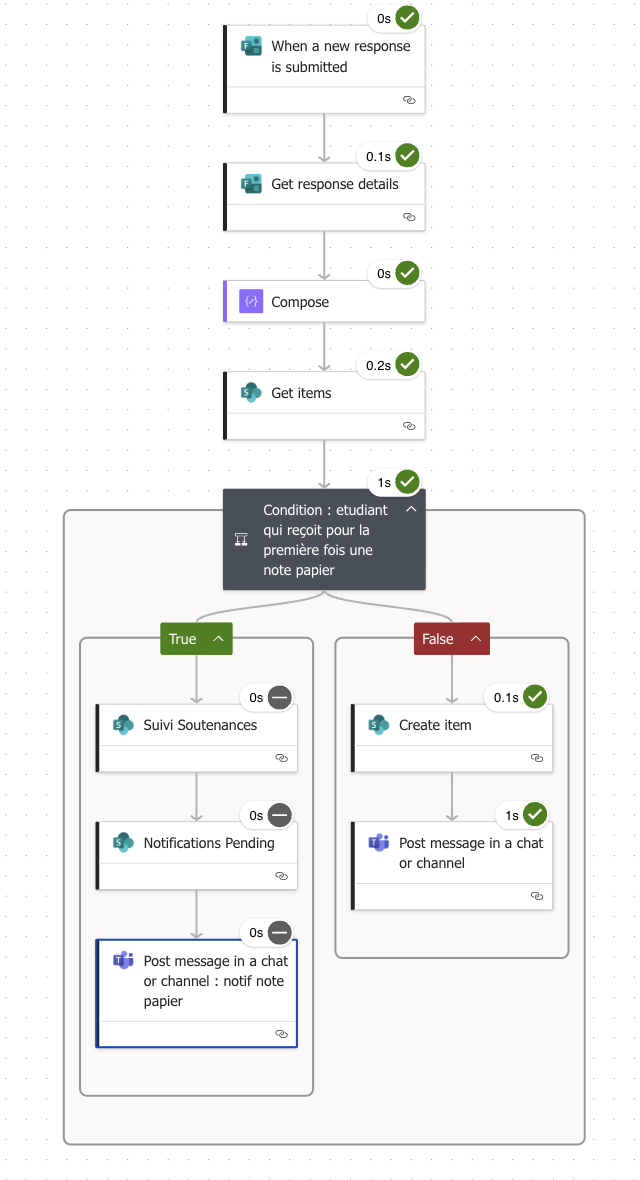 0s
When a new response
is submitted
0.1s
Get response details
0s
Compose
0.2s
Get items
1s
Condition : etudiant
qui reçoit pour la
première fois une
note papier
True
False
0s
Suivi Soutenances
0.1s
Create item
0s
Notifications Pending
1s
Post message in a chat
or channel
0s
Post message in a chat
or channel : notif note
papier